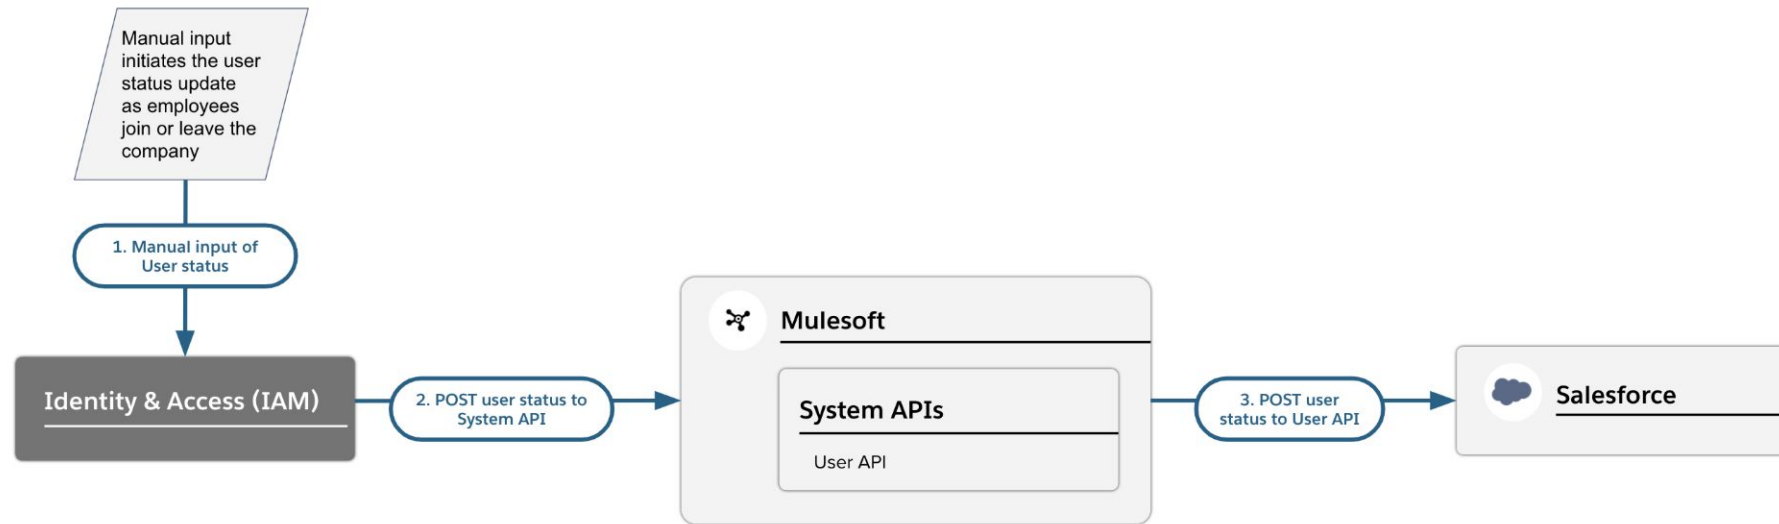 Manual input
initiates the user
status update
as employees
join or leave the
company
1. Manual input of
User status
Identity & Access (IAM)
2. POST user status to
System API
Mulesoft
System APIs
User API
3. POST user
status to User API
Salesforce